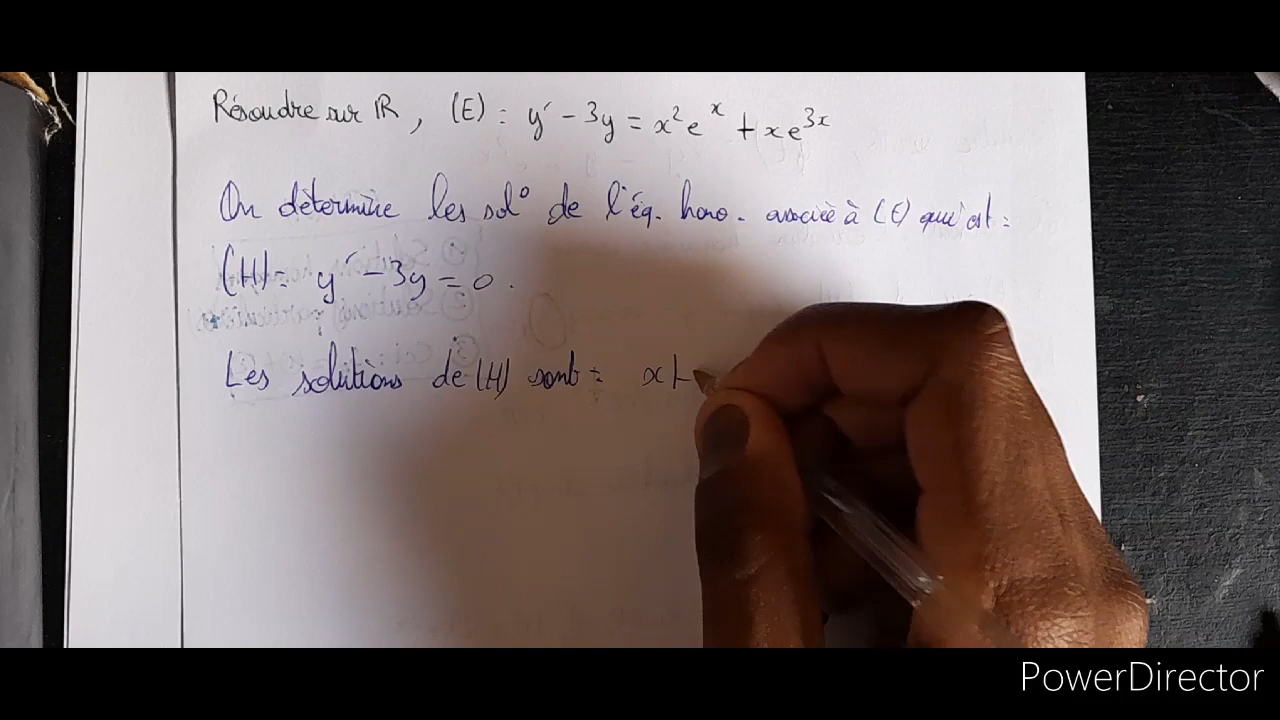 Résoudre sur ℝ, (E) : y' - 3y = x²eˣ + xe³ˣ
On détermine les sol° de l'éq. homo. associée à (E) qui est :
(H) : y' - 3y = 0.
Les solutions de (H) sont : x ⊢
PowerDirector